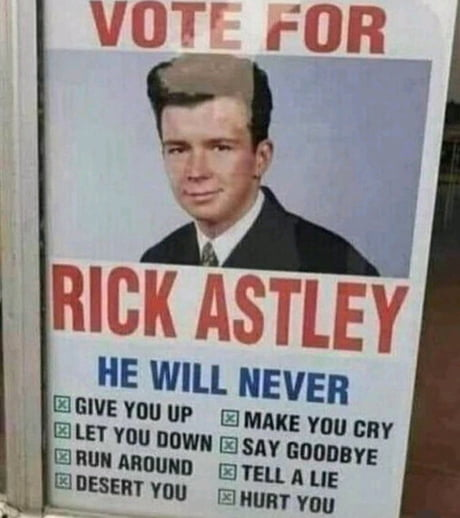 VOTE FOR
RICK ASTLEY
HE WILL NEVER
☒ GIVE YOU UP
☒ LET YOU DOWN
☒ RUN AROUND
☒ DESERT YOU
☒ MAKE YOU CRY
☒ SAY GOODBYE
☒ TELL A LIE
☒ HURT YOU